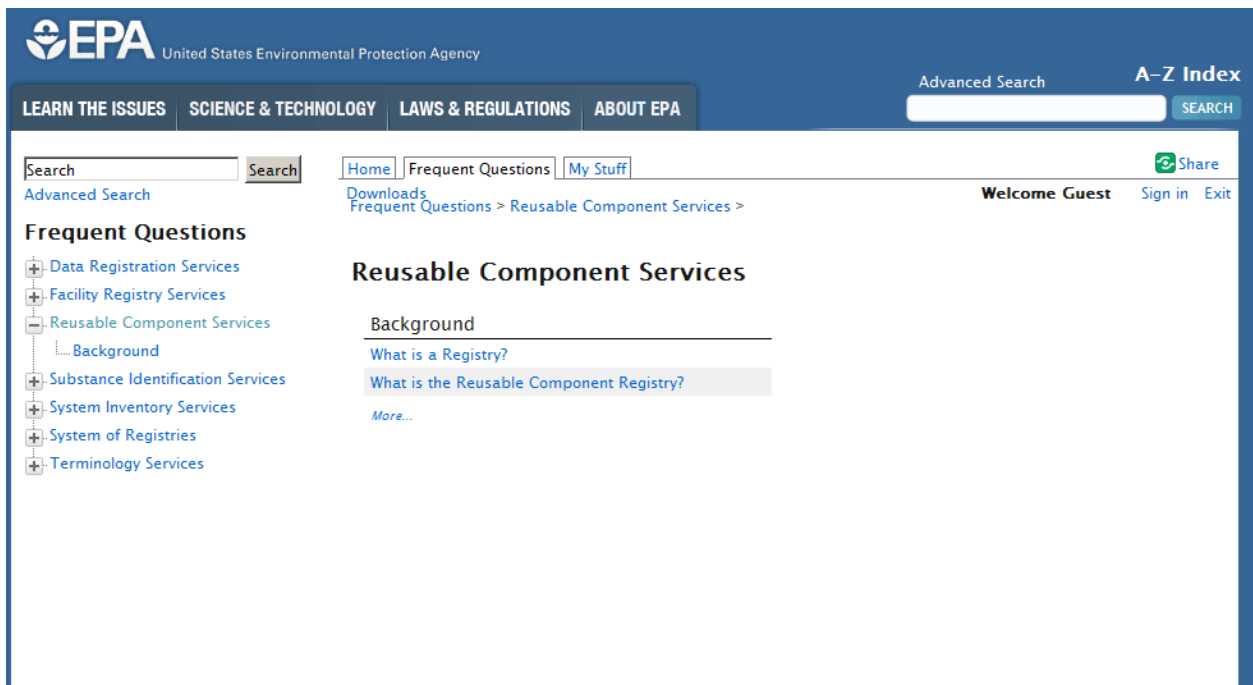 EPA United States Environmental Protection Agency
Advanced Search A-Z Index
LEARN THE ISSUES SCIENCE & TECHNOLOGY LAWS & REGULATIONS ABOUT EPA SEARCH
Search Search Home Frequent Questions My Stuff Share
Advanced Search Downloads Welcome Guest Sign in Exit
Frequent Questions > Reusable Component Services >
Frequent Questions
Data Registration Services
Facility Registry Services
Reusable Component Services
Background
Substance Identification Services
System Inventory Services
System of Registries
Terminology Services
Reusable Component Services
Background
What is a Registry?
What is the Reusable Component Registry?
More...